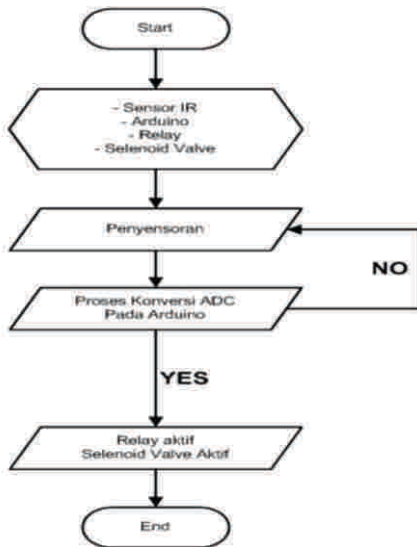 Start
- Sensor IR
- Arduino
- Relay
- Selenoid Valve
Penyensoran
NO
Proses Konversi ADC
Pada Arduino
YES
Relay aktif
Selenoid Valve Aktif
End